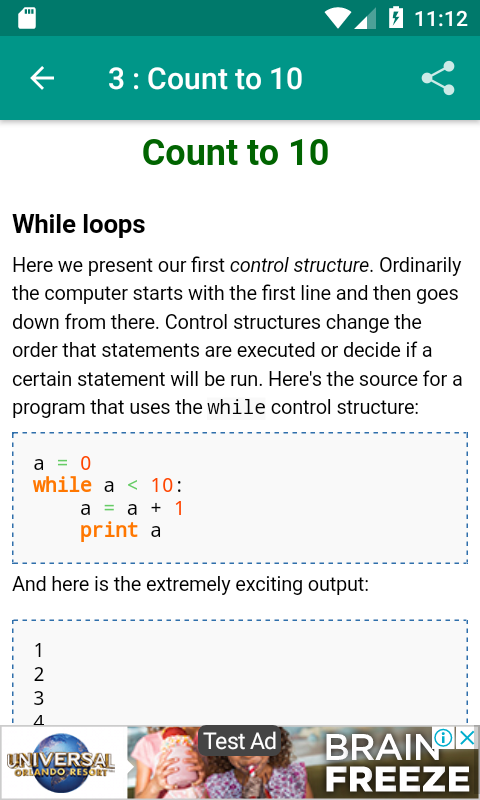 11:12
3 : Count to 10
Count to 10
While loops
Here we present our first control structure. Ordinarily
the computer starts with the first line and then goes
down from there. Control structures change the
order that statements are executed or decide if a
certain statement will be run. Here's the source for a
program that uses the while control structure:
a = 0
while a < 10:
    a = a + 1
    print a
And here is the extremely exciting output:
1
2
3
4
UNIVERSAL
ORLANDO RESORT
Test Ad
BRAIN
FREEZE